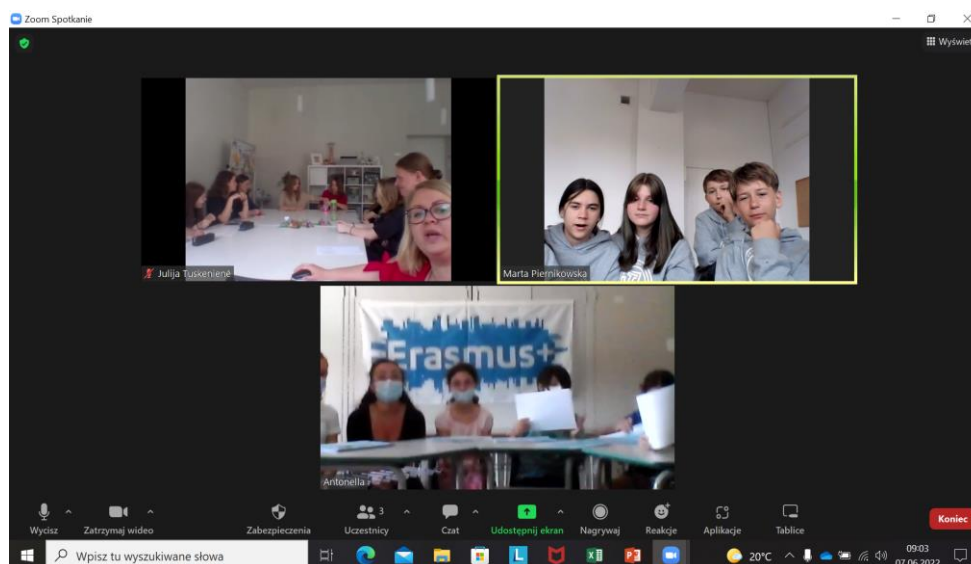 Zoom Spotkanie
Wyświet
Julija Tuskenienė
Marta Piernikowska
Erasmus+
Antonella
Wycisz
Zatrzymaj wideo
Zabezpieczenia
3
Uczestnicy
Czat
Udostępnij ekran
Nagrywaj
Reakcje
Aplikacje
Tablice
Koniec
Wpisz tu wyszukiwane słowa
20°C
09:03
07.06.2022